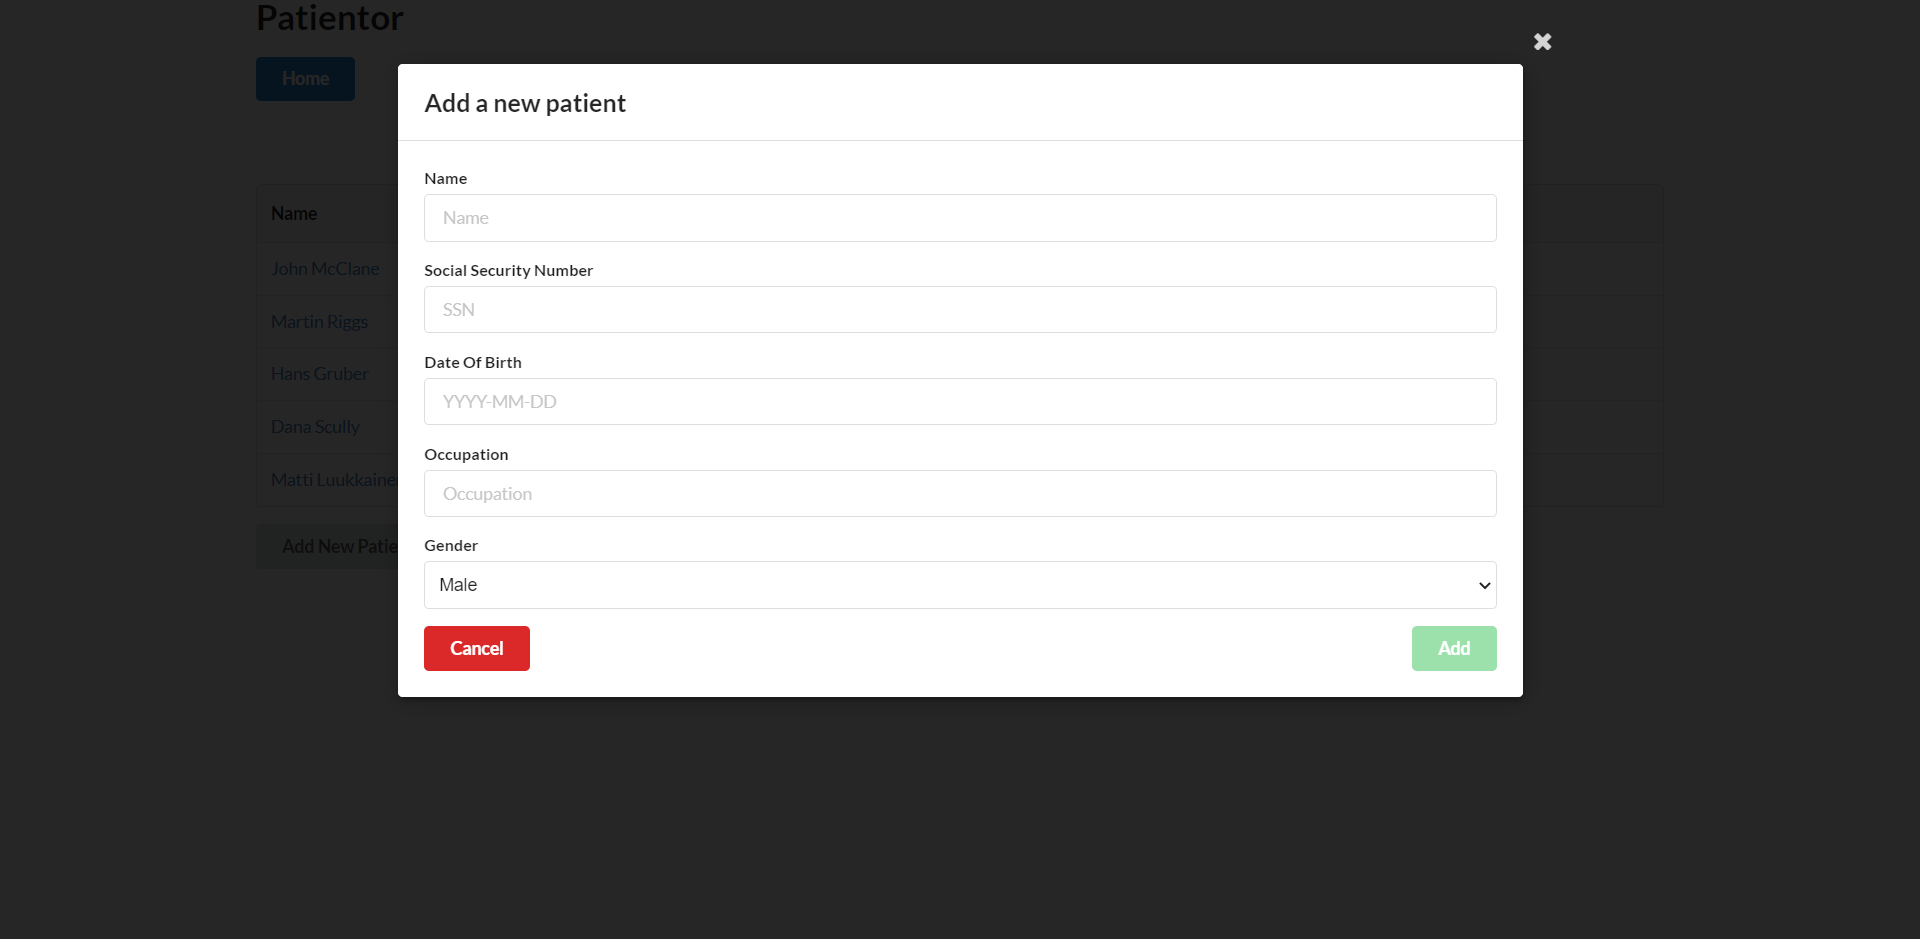 Patientor
Home
Add a new patient
Name
Name
Social Security Number
SSN
Date Of Birth
YYYY-MM-DD
Occupation
Occupation
Gender
Male
Cancel
Add
Name
John McClane
Martin Riggs
Hans Gruber
Dana Scully
Matti Luukkaine
Add New Patie